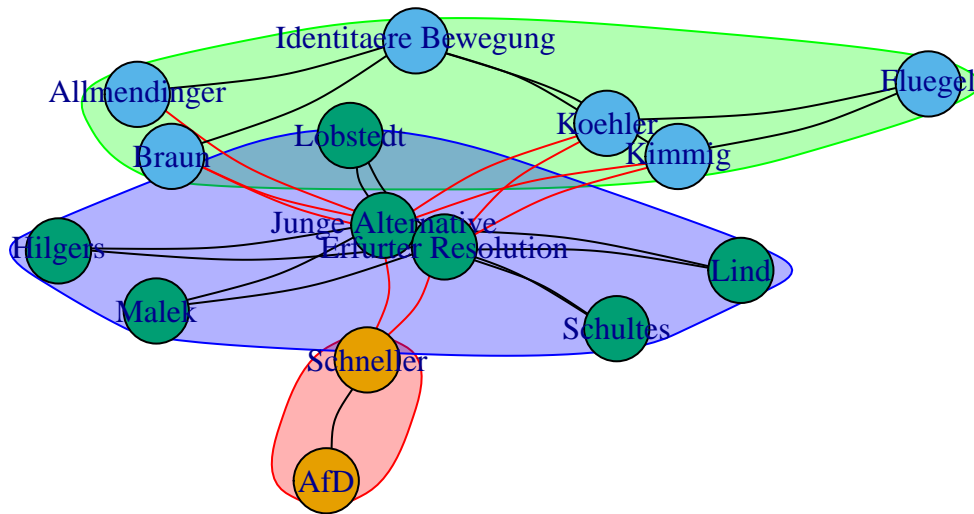 Identitaere Bewegung
Fluegel
Allmendinger
Koehler
Lobstedt
Braun
Kimmig
Junge Alternative
Hilgers
Erfurter Resolution
Lind
Malek
Schultes
Schneller
AfD